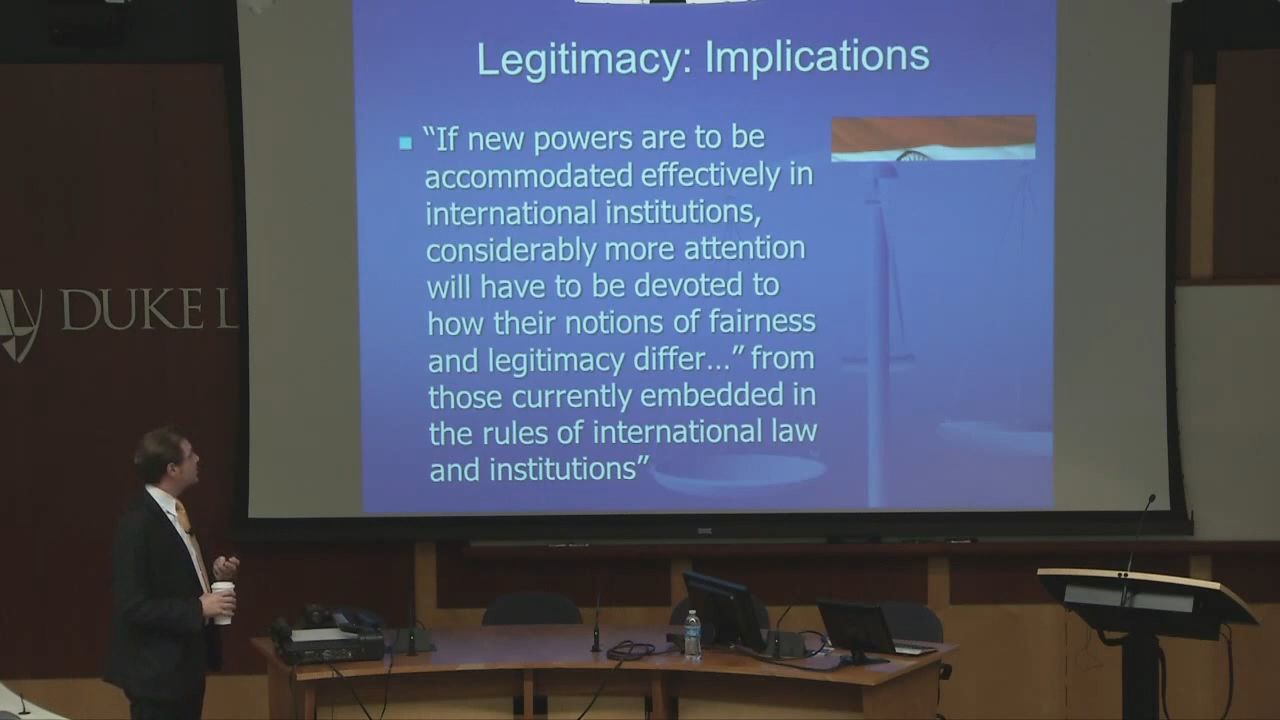 Legitimacy: Implications
“If new powers are to be
accommodated effectively in
international institutions,
considerably more attention
will have to be devoted to
how their notions of fairness
and legitimacy differ…” from
those currently embedded in
the rules of international law
and institutions”
DUKE L